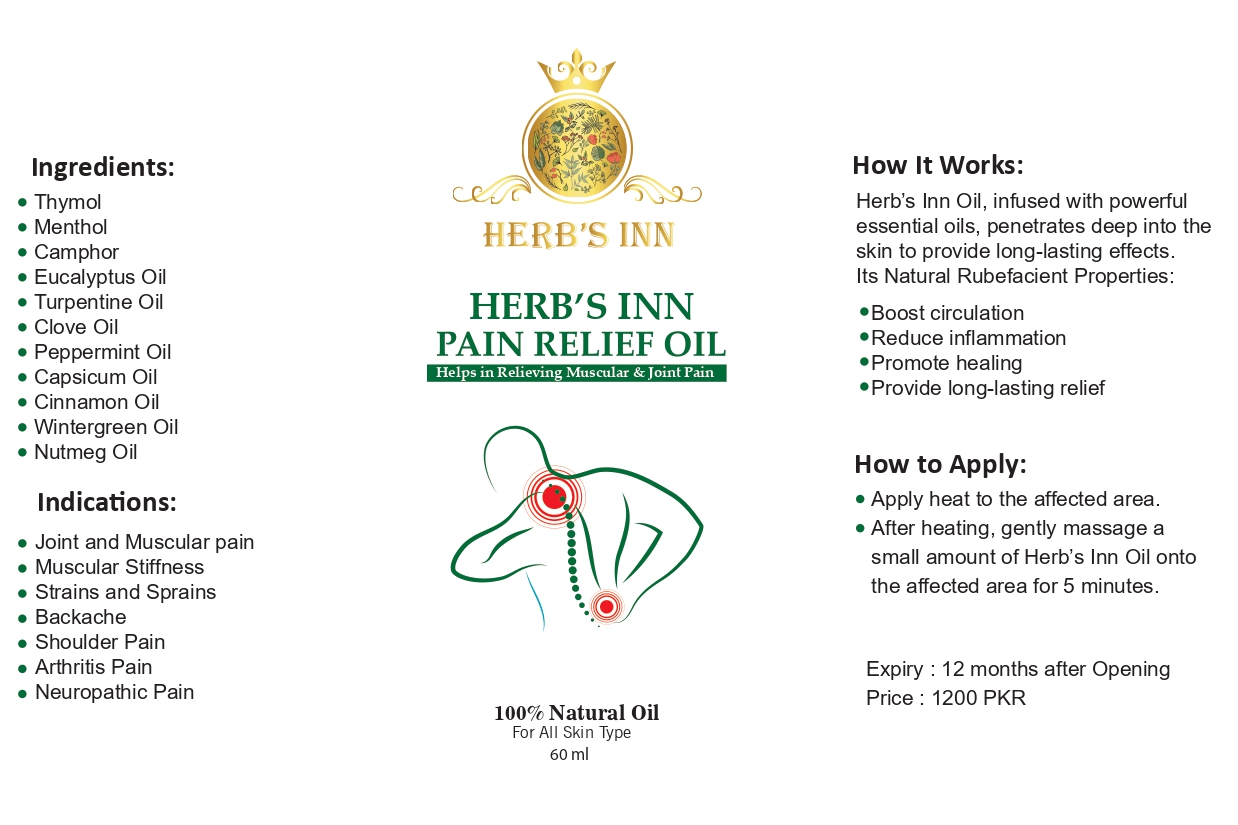 Ingredients:
Thymol
Menthol
Camphor
Eucalyptus Oil
Turpentine Oil
Clove Oil
Peppermint Oil
Capsicum Oil
Cinnamon Oil
Wintergreen Oil
Nutmeg Oil
Indications:
Joint and Muscular pain
Muscular Stiffness
Strains and Sprains
Backache
Shoulder Pain
Arthritis Pain
Neuropathic Pain
HERB'S INN
HERB'S INN
PAIN RELIEF OIL
Helps in Relieving Muscular & Joint Pain
100% Natural Oil
For All Skin Type
60 ml
How It Works:
Herb's Inn Oil, infused with powerful
essential oils, penetrates deep into the
skin to provide long-lasting effects.
Its Natural Rubefacient Properties:
Boost circulation
Reduce inflammation
Promote healing
Provide long-lasting relief
How to Apply:
Apply heat to the affected area.
After heating, gently massage a
small amount of Herb's Inn Oil onto
the affected area for 5 minutes.
Expiry : 12 months after Opening
Price : 1200 PKR